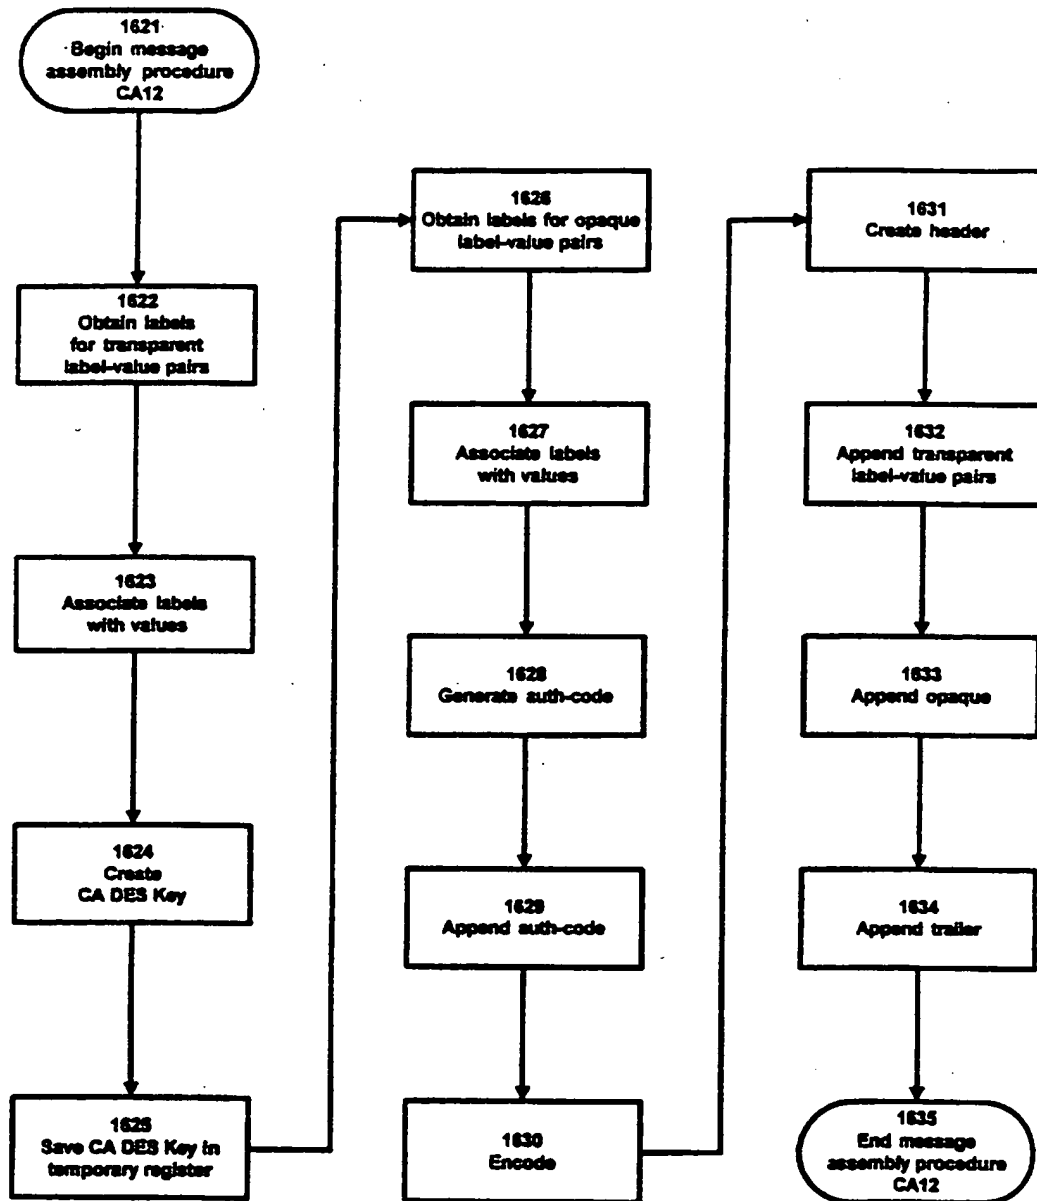 1621
Begin message
assembly procedure
CA12
1622
Obtain labels
for transparent
label-value pairs
1623
Associate labels
with values
1624
Create
CA DES Key
1625
Save CA DES Key in
temporary register
1626
Obtain labels for opaque
label-value pairs
1627
Associate labels
with values
1628
Generate auth-code
1629
Append auth-code
1630
Encode
1631
Create header
1632
Append transparent
label-value pairs
1633
Append opaque
1634
Append trailer
1635
End message
assembly procedure
CA12